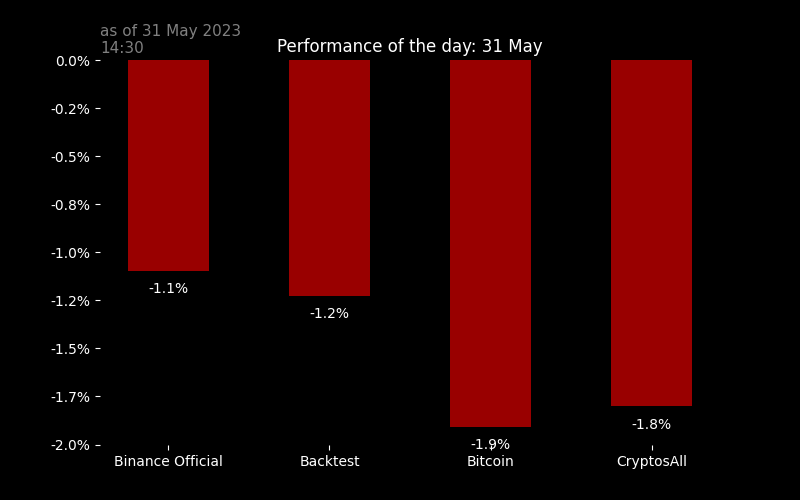 as of 31 May 2023
14:30
Performance of the day: 31 May
0.0%
-0.2%
-0.5%
-0.8%
-1.0%
-1.2%
-1.5%
-1.7%
-2.0%
-1.1%
-1.2%
-1.9%
-1.8%
Binance Official
Backtest
Bitcoin
CryptosAll